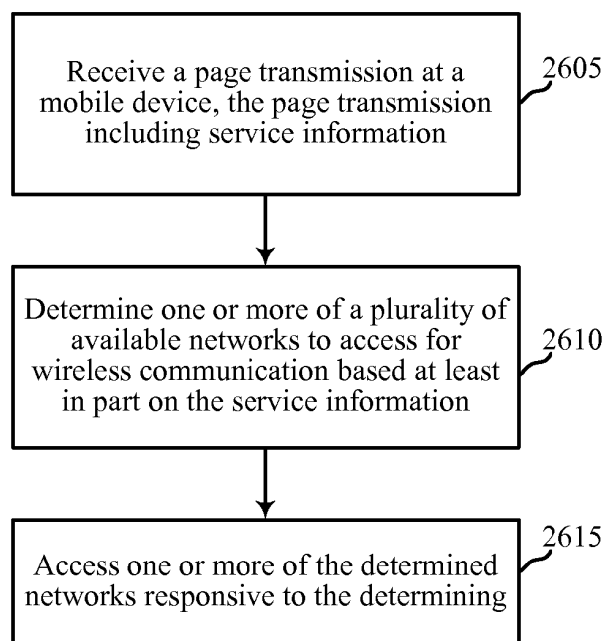 Receive a page transmission at a
mobile device, the page transmission
including service information
2605
Determine one or more of a plurality of
available networks to access for
wireless communication based at least
in part on the service information
2610
Access one or more of the determined
networks responsive to the determining
2615